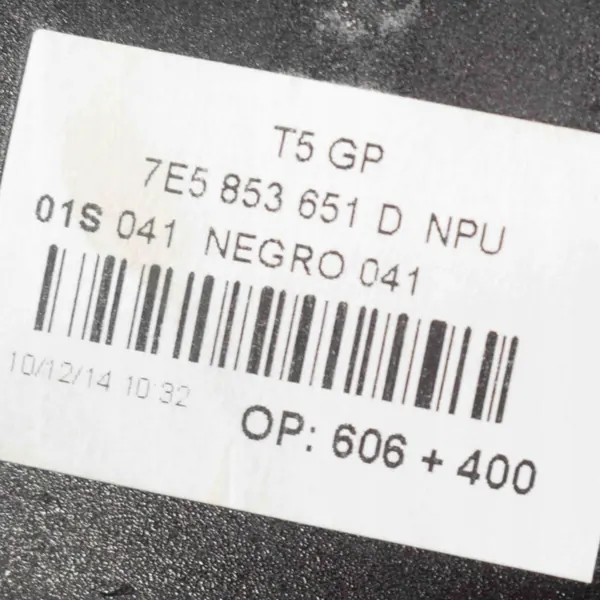 T5 GP
7E5 853 651 D NPU
01S 041 NEGRO 041
10/12/14 10:32
OP: 606 + 400